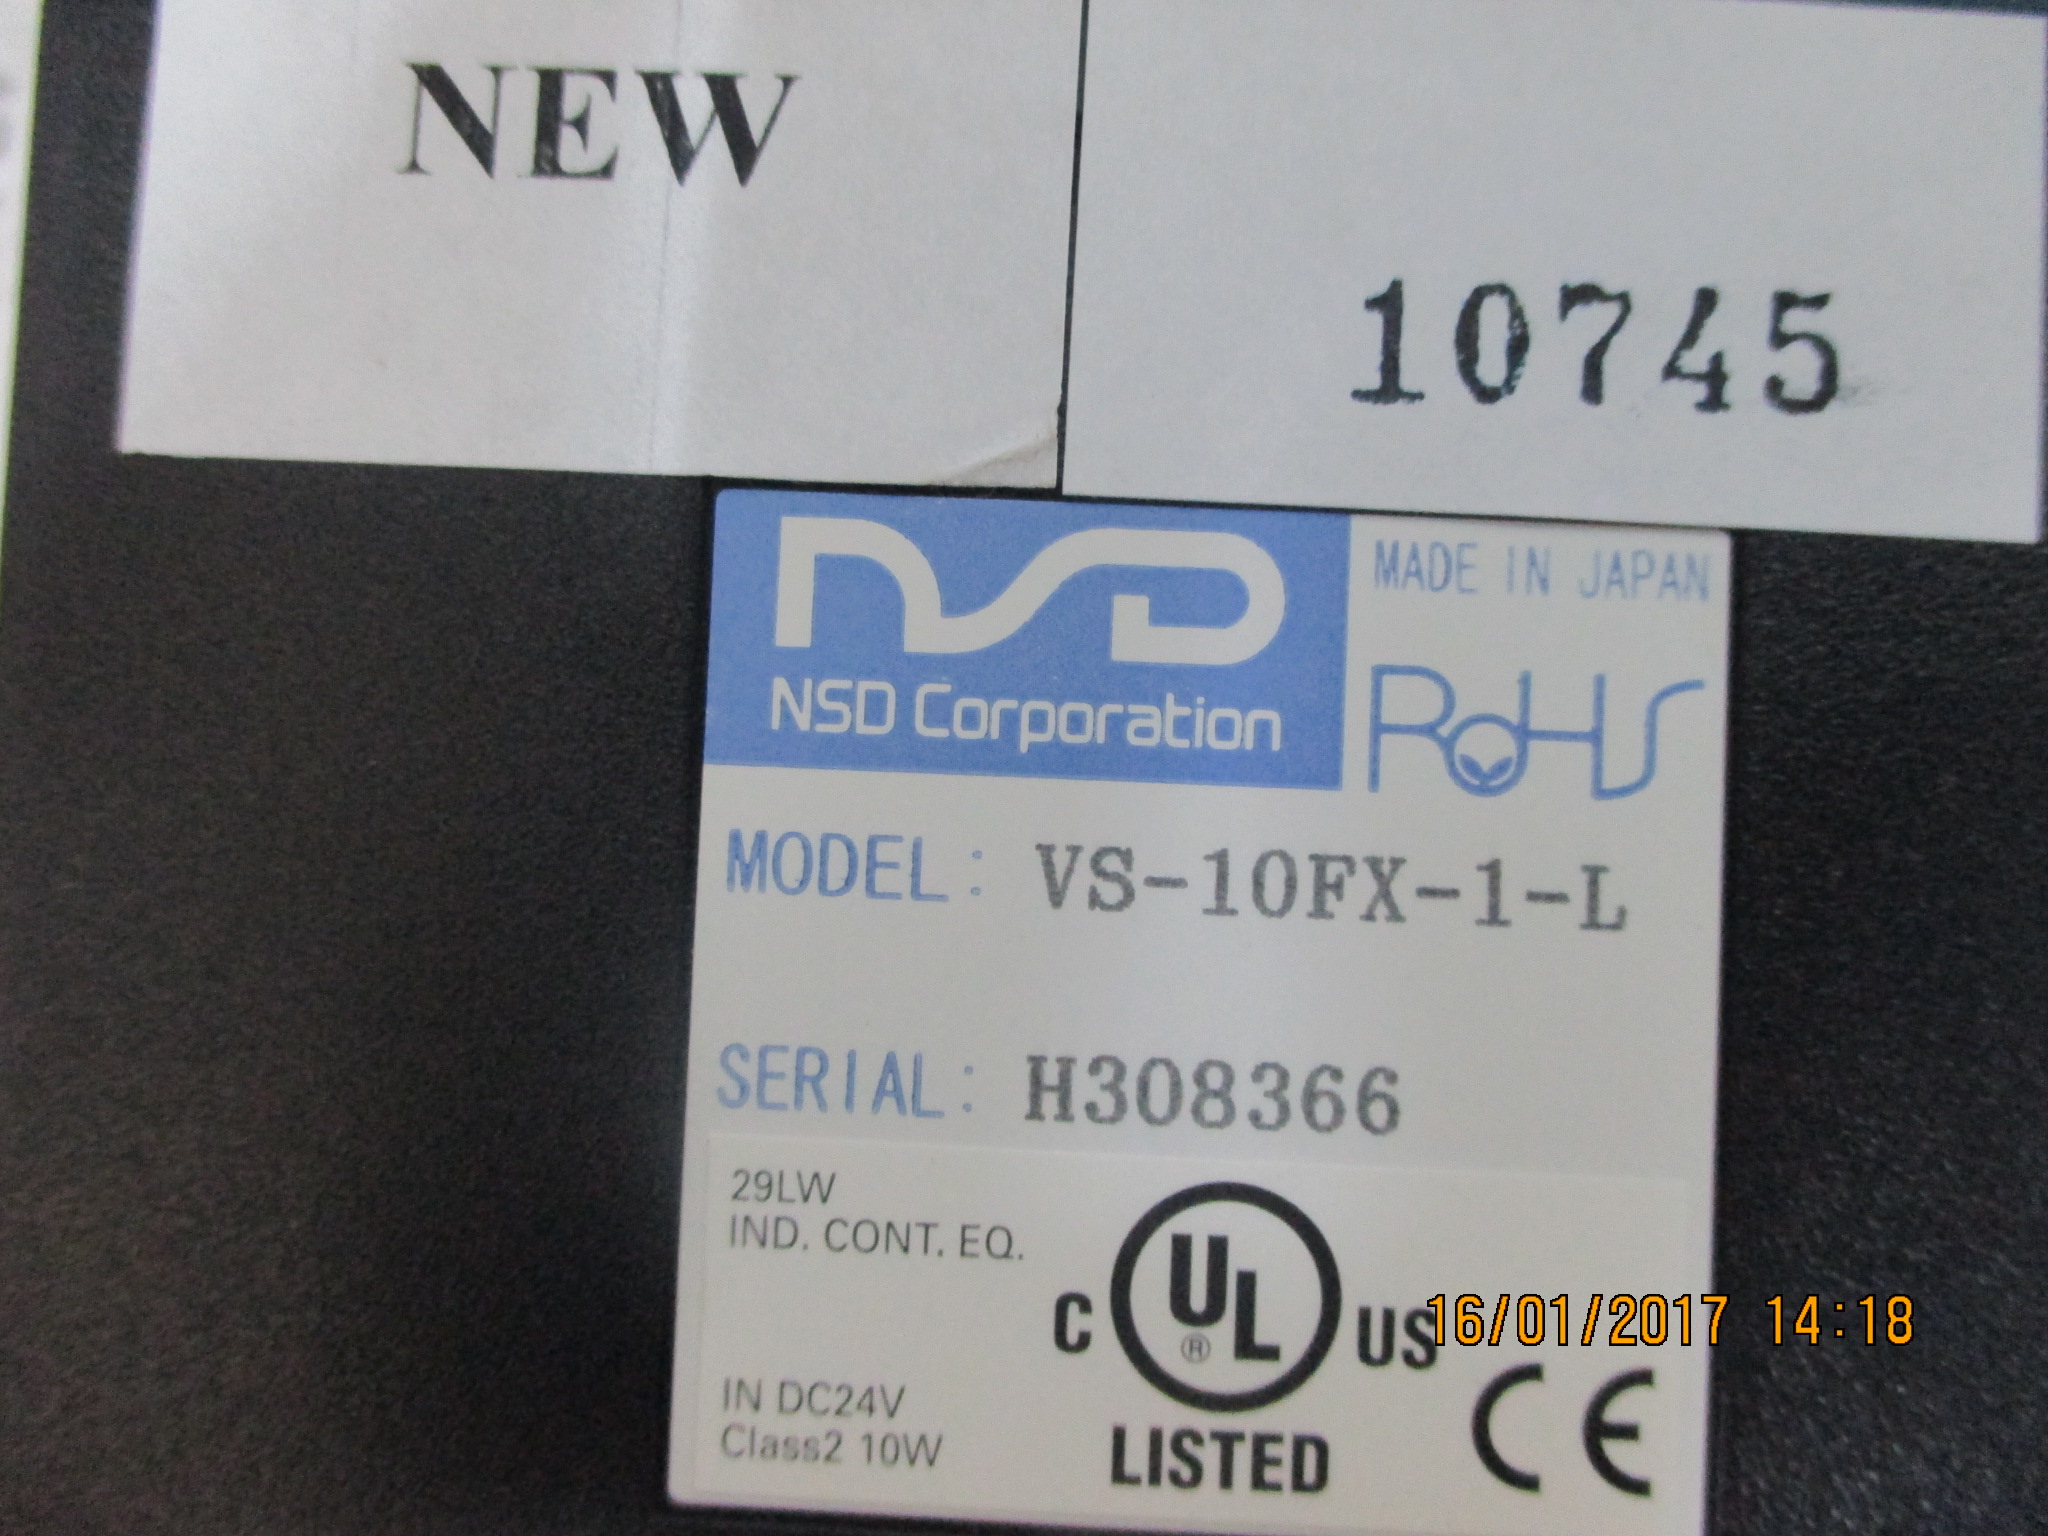 NEW
10745
NSD
NSD Corporation
MADE IN JAPAN
RoHS
MODEL: VS-10FX-1-L
SERIAL: H308366
29LW
IND. CONT. EQ.
C UL US
®
LISTED
16/01/2017 14:18
CE
IN DC24V
Class2 10W